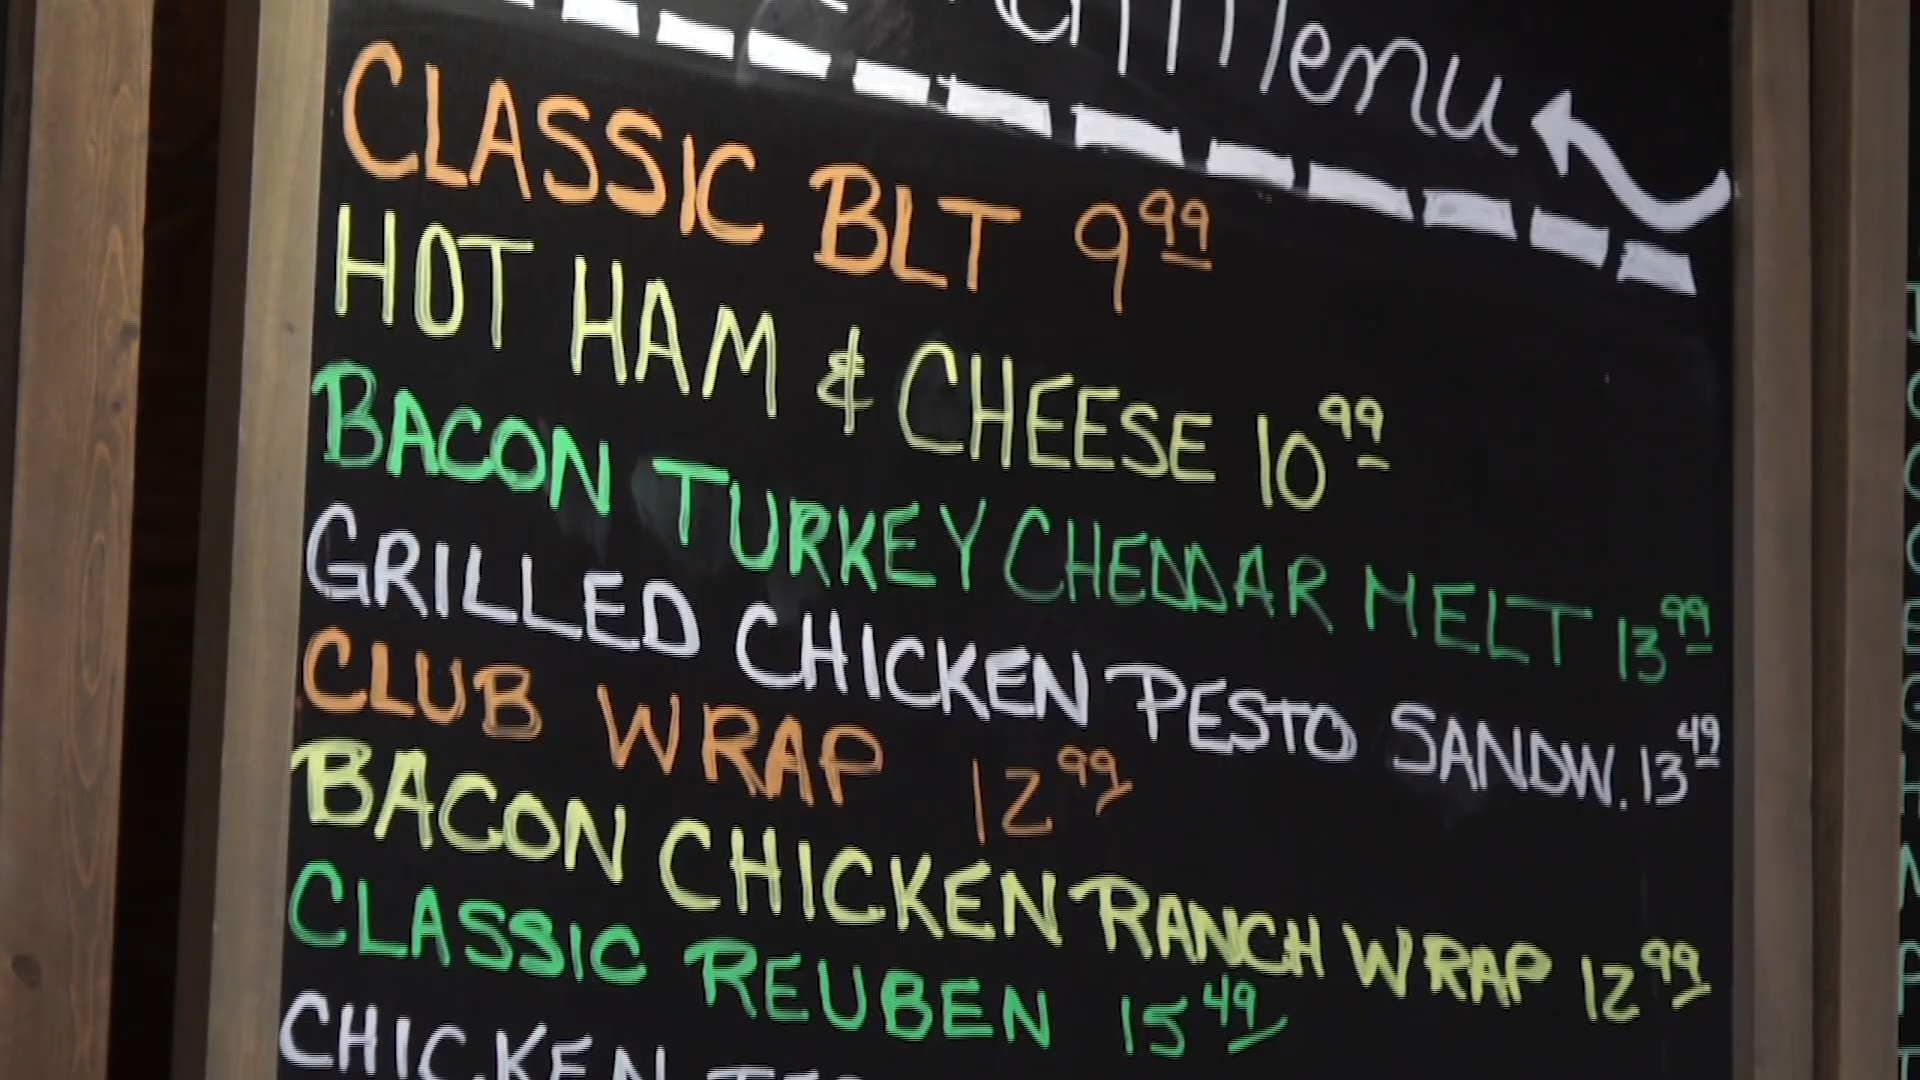 Menu
CLASSIC BLT 9 99
HOT HAM & CHEESE 10 99
BACON TURKEY CHEDDAR MELT 13 99
GRILLED CHICKEN PESTO SANDW. 13 49
CLUB WRAP 12 99
BACON CHICKEN RANCH WRAP 12 99
CLASSIC REUBEN 15 49
CHICKEN